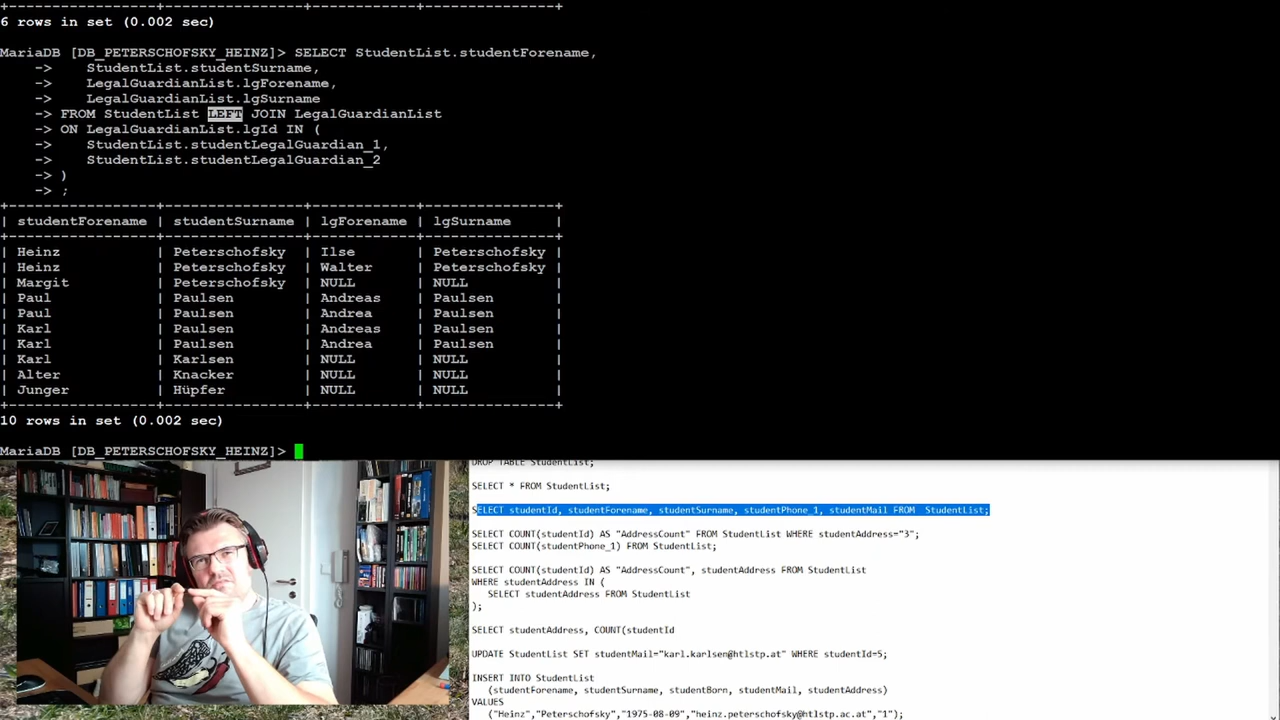 6 rows in set (0.002 sec)
MariaDB [DB_PETERSCHOFSKY_HEINZ]> SELECT StudentList.studentForename,
    ->     StudentList.studentSurname,
    ->     LegalGuardianList.lgForename,
    ->     LegalGuardianList.lgSurname
    -> FROM StudentList LEFT JOIN LegalGuardianList
    -> ON LegalGuardianList.lgId IN (
    ->     StudentList.studentLegalGuardian_1,
    ->     StudentList.studentLegalGuardian_2
    -> )
    -> ;
| studentForename | studentSurname | lgForename | lgSurname |
| Heinz | Peterschofsky | Ilse | Peterschofsky |
| Heinz | Peterschofsky | Walter | Peterschofsky |
| Margit | Peterschofsky | NULL | NULL |
| Paul | Paulsen | Andreas | Paulsen |
| Paul | Paulsen | Andrea | Paulsen |
| Karl | Paulsen | Andreas | Paulsen |
| Karl | Paulsen | Andrea | Paulsen |
| Karl | Karlsen | NULL | NULL |
| Alter | Knacker | NULL | NULL |
| Junger | Hüpfer | NULL | NULL |
10 rows in set (0.002 sec)
MariaDB [DB_PETERSCHOFSKY_HEINZ]>
DROP TABLE StudentList;
SELECT * FROM StudentList;
SELECT studentId, studentForename, studentSurname, studentPhone_1, studentMail FROM  StudentList;
SELECT COUNT(studentId) AS "AddressCount" FROM StudentList WHERE studentAddress="3";
SELECT COUNT(studentPhone_1) FROM StudentList;
SELECT COUNT(studentId) AS "AddressCount", studentAddress FROM StudentList
WHERE studentAddress IN (
SELECT studentAddress FROM StudentList
);
SELECT studentAddress, COUNT(studentId
UPDATE StudentList SET studentMail="karl.karlsen@htlstp.at" WHERE studentId=5;
INSERT INTO StudentList
(studentForename, studentSurname, studentBorn, studentMail, studentAddress)
VALUES
("Heinz","Peterschofsky","1975-08-09","heinz.peterschofsky@htlstp.ac.at","1");